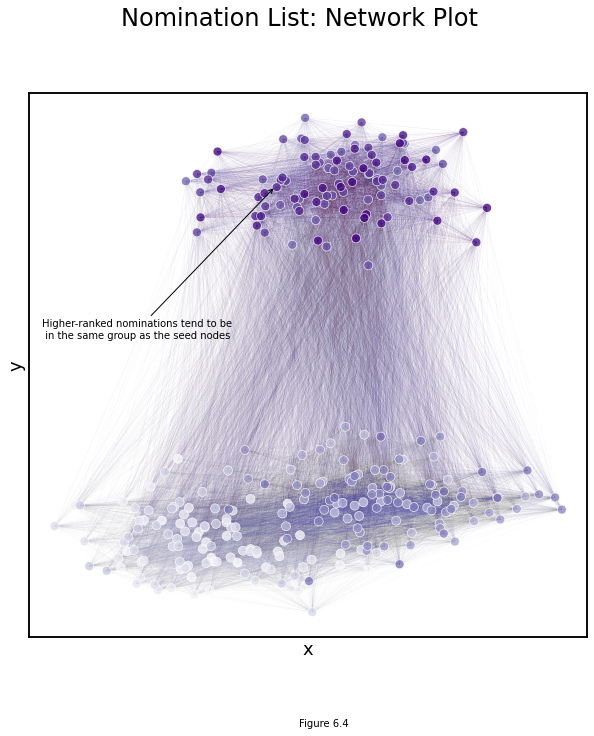 Nomination List: Network Plot
Higher-ranked nominations tend to be
in the same group as the seed nodes
y
x
Figure 6.4